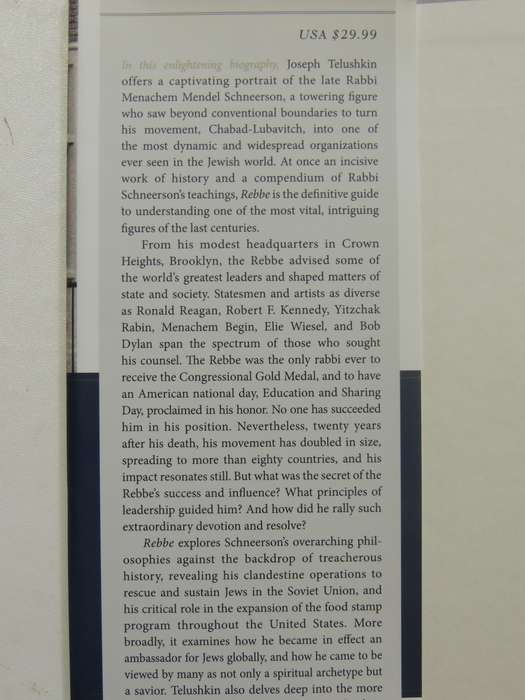 USA $29.99
In this enlightening biography, Joseph Telushkin
offers a captivating portrait of the late Rabbi
Menachem Mendel Schneerson, a towering figure
who saw beyond conventional boundaries to turn
his movement, Chabad-Lubavitch, into one of
the most dynamic and widespread organizations
ever seen in the Jewish world. At once an incisive
work of history and a compendium of Rabbi
Schneerson's teachings, Rebbe is the definitive guide
to understanding one of the most vital, intriguing
figures of the last centuries.
From his modest headquarters in Crown
Heights, Brooklyn, the Rebbe advised some of
the world's greatest leaders and shaped matters of
state and society. Statesmen and artists as diverse
as Ronald Reagan, Robert F. Kennedy, Yitzchak
Rabin, Menachem Begin, Elie Wiesel, and Bob
Dylan span the spectrum of those who sought
his counsel. The Rebbe was the only rabbi ever to
receive the Congressional Gold Medal, and to have
an American national day, Education and Sharing
Day, proclaimed in his honor. No one has succeeded
him in his position. Nevertheless, twenty years
after his death, his movement has doubled in size,
spreading to more than eighty countries, and his
impact resonates still. But what was the secret of the
Rebbe's success and influence? What principles of
leadership guided him? And how did he rally such
extraordinary devotion and resolve?
Rebbe explores Schneerson's overarching phil-
osophies against the backdrop of treacherous
history, revealing his clandestine operations to
rescue and sustain Jews in the Soviet Union, and
his critical role in the expansion of the food stamp
program throughout the United States. More
broadly, it examines how he became in effect an
ambassador for Jews globally, and how he came to be
viewed by many as not only a spiritual archetype but
a savior. Telushkin also delves deep into the more